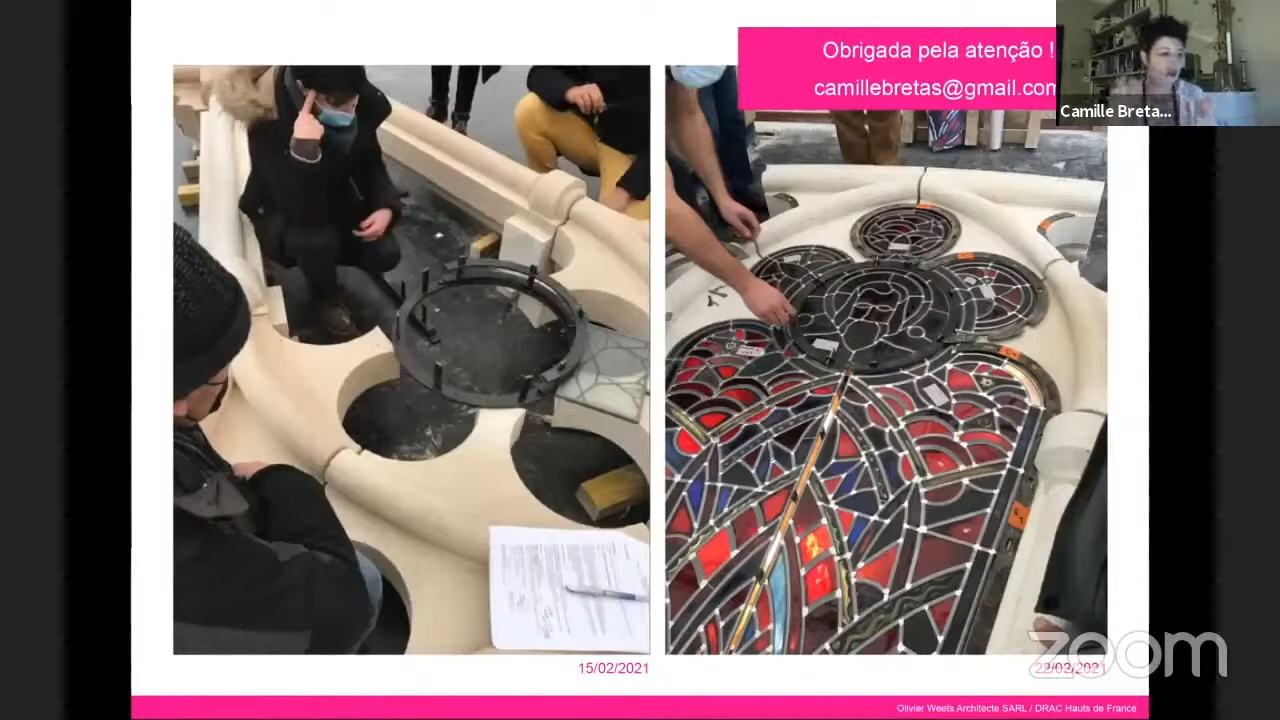 Obrigada pela atenção !
camillebretas@gmail.com
Camille Breta...
15/02/2021
22/02/2021
zoom
Olivier Weets Architecte SARL / DRAC Hauts de France